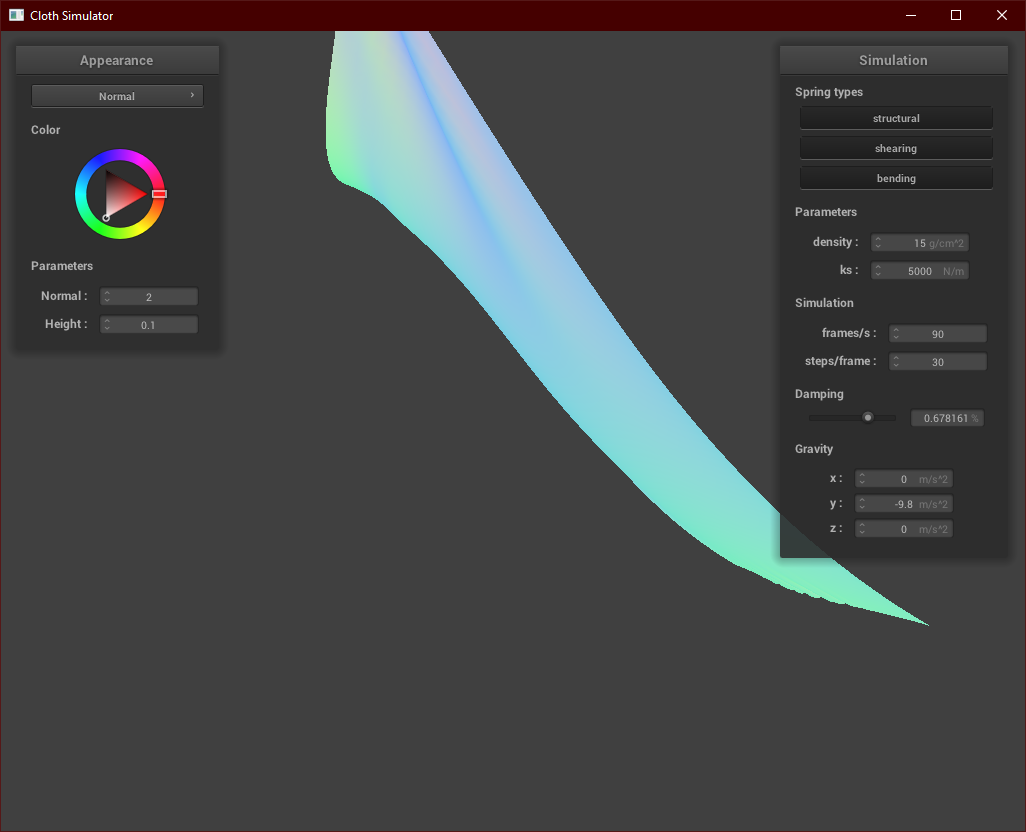 Cloth Simulator
Appearance
Normal
Color
Parameters
Normal : 2
Height : 0.1
Simulation
Spring types
structural
shearing
bending
Parameters
density : 15 g/cm^2
ks : 5000 N/m
Simulation
frames/s : 90
steps/frame : 30
Damping
0.678161 %
Gravity
x : 0 m/s^2
y : -9.8 m/s^2
z : 0 m/s^2